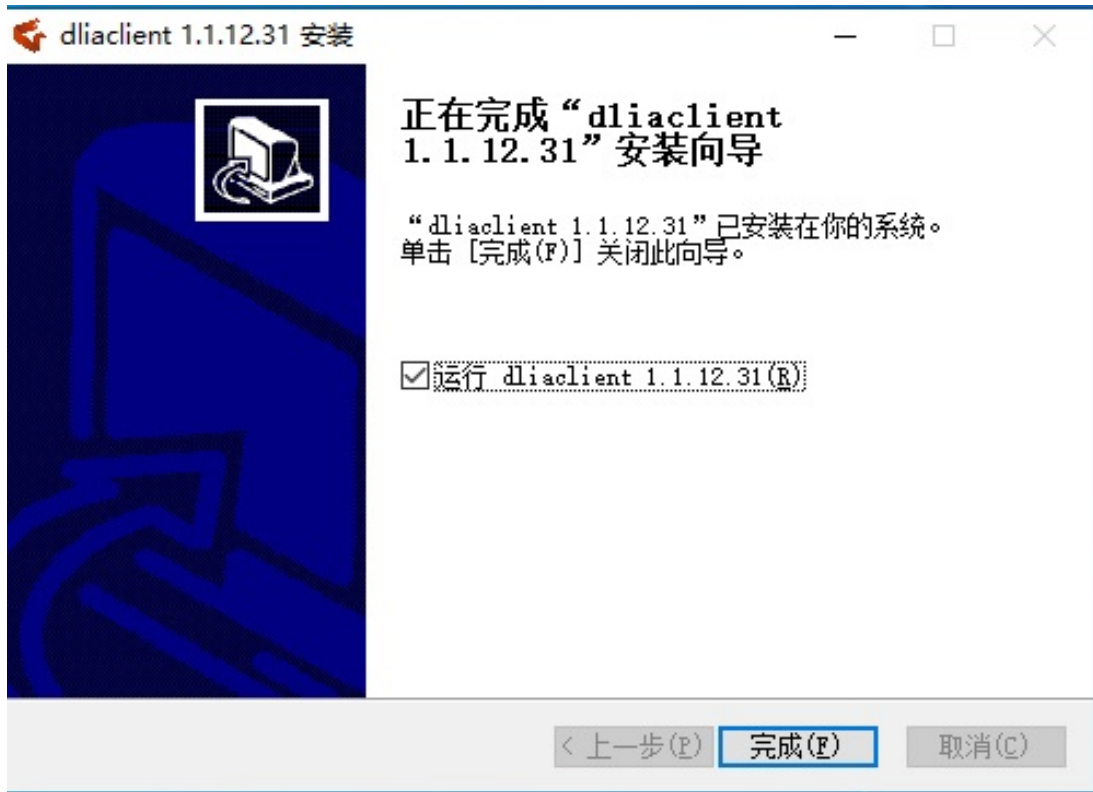 dliaclient 1.1.12.31 安装
正在完成“dliaclient
1.1.12.31”安装向导
“dliaclient 1.1.12.31”已安装在你的系统。
单击 [完成(F)] 关闭此向导。
运行 dliaclient 1.1.12.31(R)
< 上一步(P) 完成(F) 取消(C)